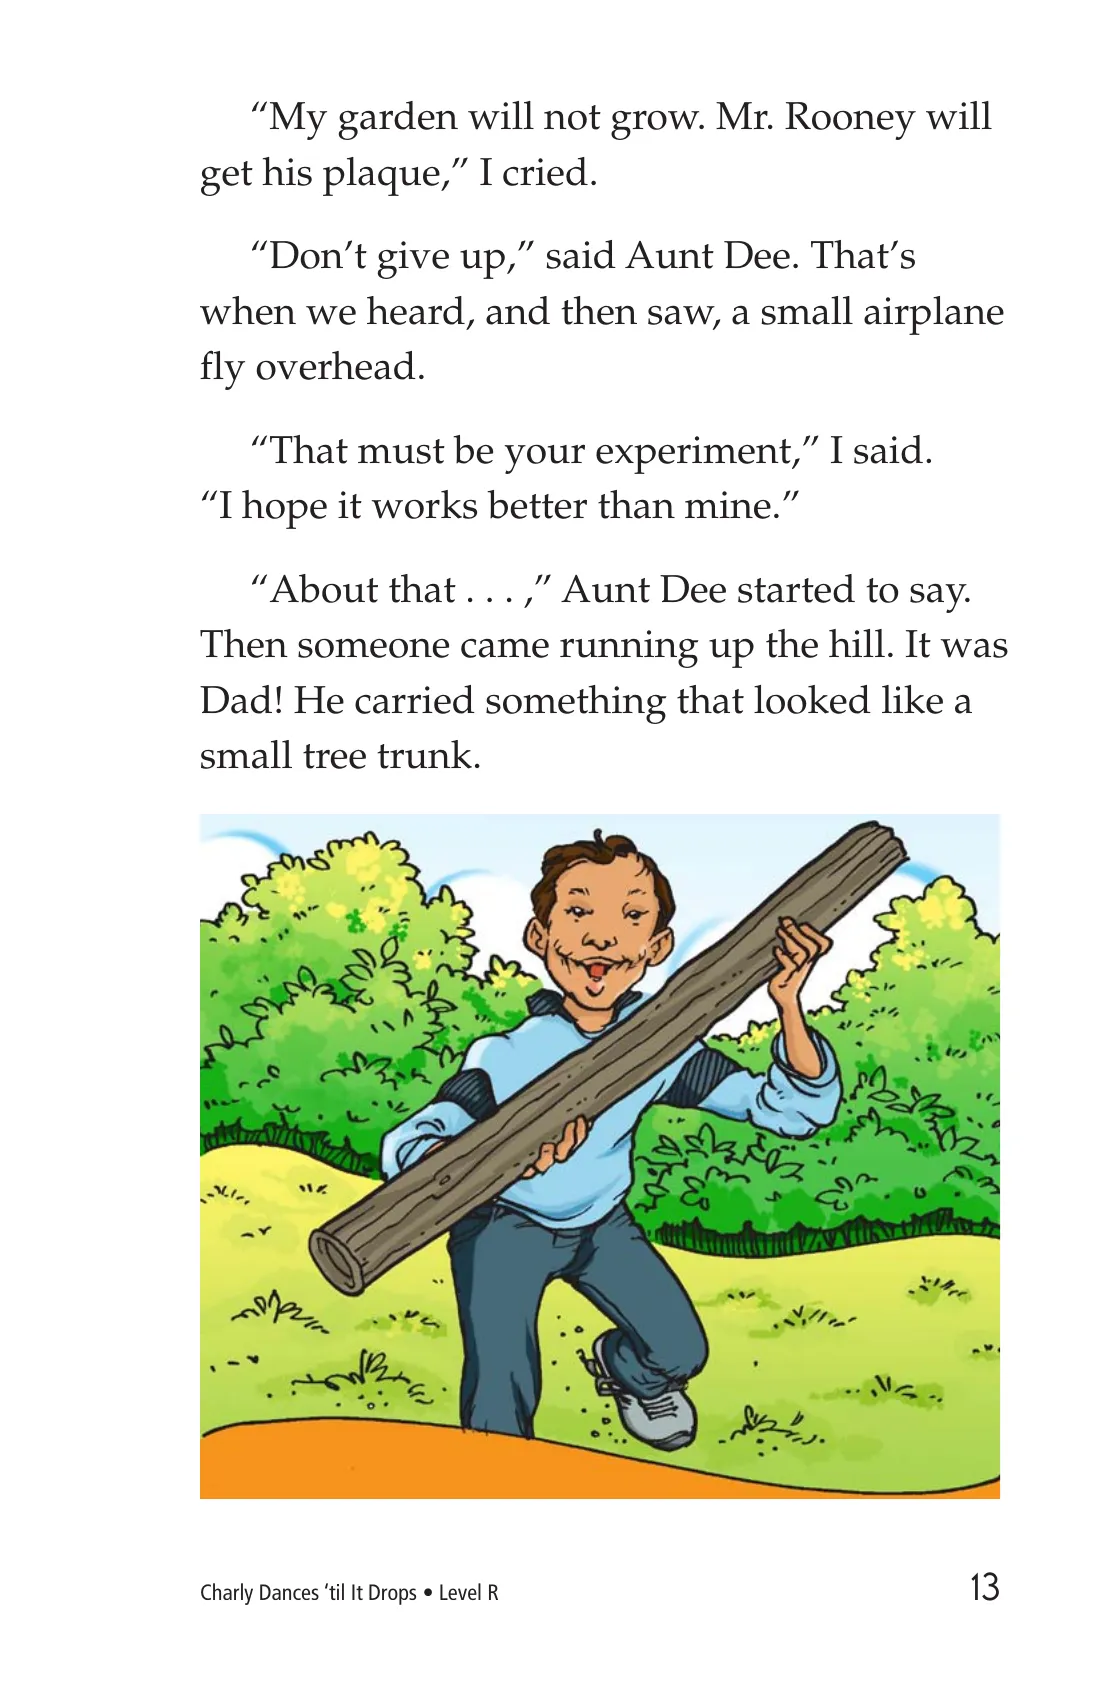 “My garden will not grow. Mr. Rooney will
get his plaque,” I cried.
“Don’t give up,” said Aunt Dee. That’s
when we heard, and then saw, a small airplane
fly overhead.
“That must be your experiment,” I said.
“I hope it works better than mine.”
“About that . . . ,” Aunt Dee started to say.
Then someone came running up the hill. It was
Dad! He carried something that looked like a
small tree trunk.
Charly Dances ‘til It Drops • Level R
13